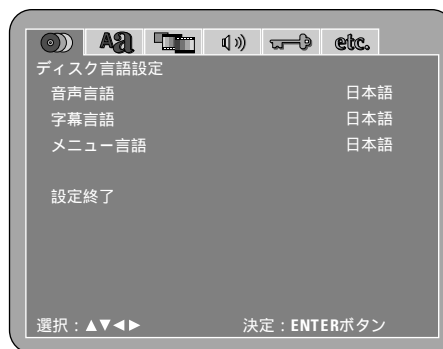 Aa etc.
ディスク言語設定
音声言語 日本語
字幕言語 日本語
メニュー言語 日本語
設定終了
選択：▲▼◀▶ 決定：ENTERボタン